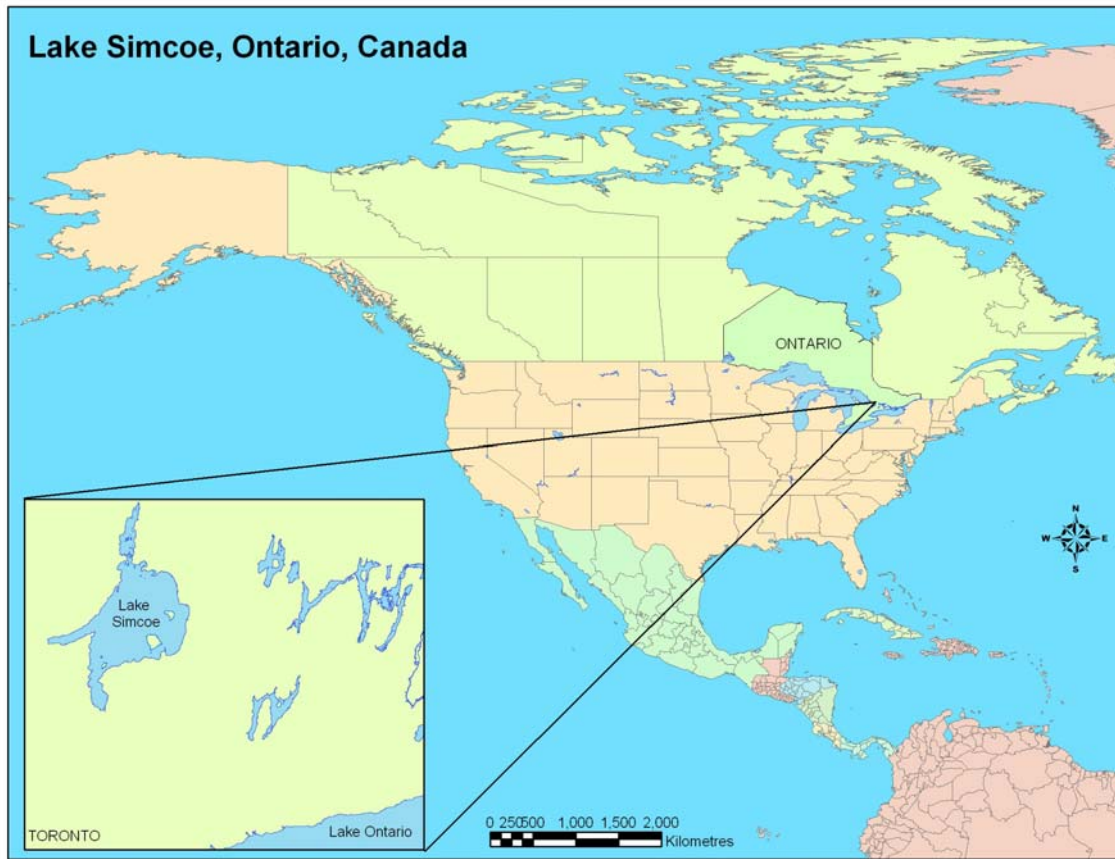 Lake Simcoe, Ontario, Canada
ONTARIO
N
W E
S
Lake
Simcoe
TORONTO
Lake Ontario
0 250500 1,000 1,500 2,000
Kilometres